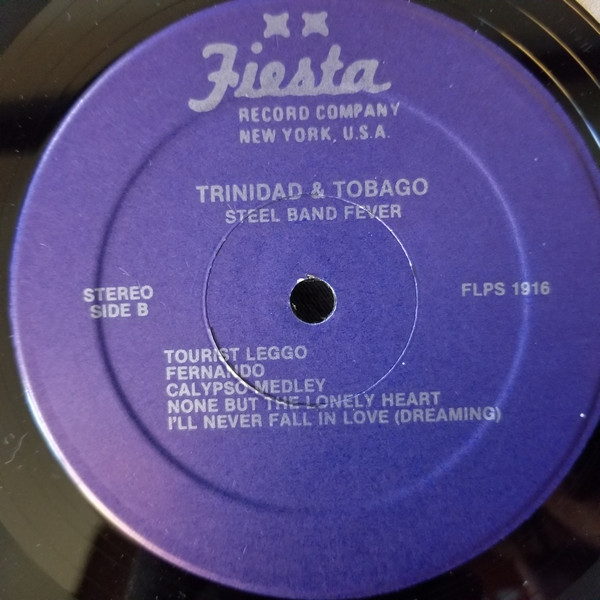 Fiesta
RECORD COMPANY
NEW YORK, U.S.A.
TRINIDAD & TOBAGO
STEEL BAND FEVER
STEREO
SIDE B
FLPS 1916
TOURIST LEGGO
FERNANDO
CALYPSO MEDLEY
NONE BUT THE LONELY HEART
I'LL NEVER FALL IN LOVE (DREAMING)